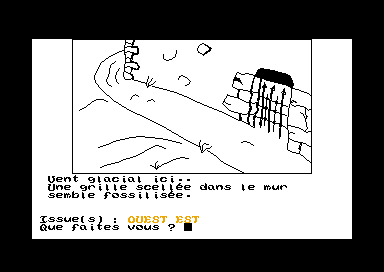 Vent glacial ici..
Une grille scellée dans le mur
semble fossilisée.
Issue(s) : OUEST EST
Que faites vous ?